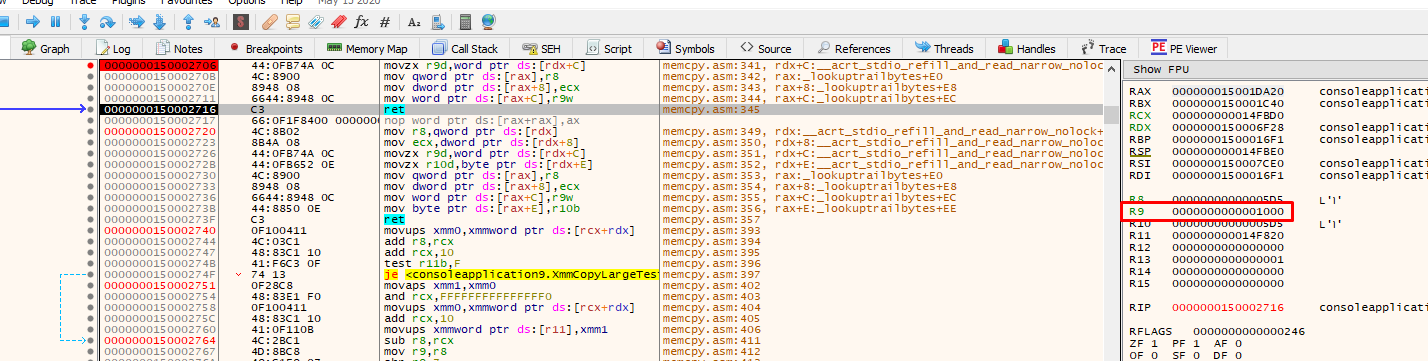 Debug Trace Plugins Favourites Options Help May 15 2020
fx # A₂
Graph Log Notes Breakpoints Memory Map Call Stack SEH Script Symbols Source References Threads Handles Trace PE Viewer
0000000150002706 44:0FB74A 0C movzx r9d,word ptr ds:[rdx+C] memcpy.asm:341, rdx+C:__acrt_stdio_refill_and_read_narrow_noloc
000000015000270B 4C:8900 mov qword ptr ds:[rax],r8 memcpy.asm:342, rax:_lookuptrailbytes+E0
000000015000270E 8948 08 mov dword ptr ds:[rax+8],ecx memcpy.asm:343, rax+8:_lookuptrailbytes+E8
0000000150002711 6644:8948 0C mov word ptr ds:[rax+C],r9w memcpy.asm:344, rax+C:_lookuptrailbytes+EC
0000000150002716 C3 ret memcpy.asm:345
0000000150002717 66:0F1F8400 0000000 nop word ptr ds:[rax+rax],ax
0000000150002720 4C:8B02 mov r8,qword ptr ds:[rdx] memcpy.asm:349, rdx:__acrt_stdio_refill_and_read_narrow_nolock+
0000000150002723 8B4A 08 mov ecx,dword ptr ds:[rdx+8] memcpy.asm:350, rdx+8:__acrt_stdio_refill_and_read_narrow_noloc
0000000150002726 44:0FB74A 0C movzx r9d,word ptr ds:[rdx+C] memcpy.asm:351, rdx+C:__acrt_stdio_refill_and_read_narrow_noloc
000000015000272B 44:0FB652 0E movzx r10d,byte ptr ds:[rdx+E] memcpy.asm:352, rdx+E:__acrt_stdio_refill_and_read_narrow_noloc
0000000150002730 4C:8900 mov qword ptr ds:[rax],r8 memcpy.asm:353, rax:_lookuptrailbytes+E0
0000000150002733 8948 08 mov dword ptr ds:[rax+8],ecx memcpy.asm:354, rax+8:_lookuptrailbytes+E8
0000000150002736 6644:8948 0C mov word ptr ds:[rax+C],r9w memcpy.asm:355, rax+C:_lookuptrailbytes+EC
000000015000273B 44:8850 0E mov byte ptr ds:[rax+E],r10b memcpy.asm:356, rax+E:_lookuptrailbytes+EE
000000015000273F C3 ret memcpy.asm:357
0000000150002740 0F100411 movups xmm0,xmmword ptr ds:[rcx+rdx] memcpy.asm:393
0000000150002744 4C:03C1 add r8,rcx memcpy.asm:394
0000000150002747 48:83C1 10 add rcx,10 memcpy.asm:395
000000015000274B 41:F6C3 0F test r11b,F memcpy.asm:396
000000015000274F 74 13 je <consoleapplication9.XmmCopyLargeTes memcpy.asm:397
0000000150002751 0F28C8 movaps xmm1,xmm0 memcpy.asm:402
0000000150002754 48:83E1 F0 and rcx,FFFFFFFFFFFFFFF0 memcpy.asm:403
0000000150002758 0F100411 movups xmm0,xmmword ptr ds:[rcx+rdx] memcpy.asm:404
000000015000275C 48:83C1 10 add rcx,10 memcpy.asm:405
0000000150002760 41:0F110B movups xmmword ptr ds:[r11],xmm1 memcpy.asm:406
0000000150002764 4C:2BC1 sub r8,rcx memcpy.asm:411
0000000150002767 4D:8BC8 mov r9,r8 memcpy.asm:412
Show FPU
RAX 000000015001DA20 consoleapplicati
RBX 0000000150001C40 consoleapplicati
RCX 000000000014FBD0
RDX 0000000150006F28 consoleapplicati
RBP 00000001500016F1 consoleapplicati
RSP 000000000014FBE0
RSI 0000000150007CE0 consoleapplicati
RDI 00000001500016F1 consoleapplicati
R8 00000000000005D5 L'ו'
R9 0000000000001000
R10 00000000000005D5 L'ו'
R11 000000000014F820
R12 0000000000000000
R13 0000000000000001
R14 0000000000000000
R15 0000000000000000
RIP 0000000150002716 consoleapplicati
RFLAGS 0000000000000246
ZF 1 PF 1 AF 0
OF 0 SF 0 DF 0